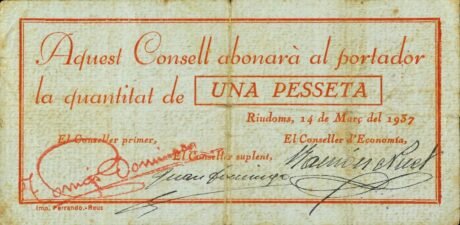 Aquest Consell abonarà al portador
la quantitat de UNA PESSETA
Riudoms, 14 de Març del 1937
El Conseller primer, El Conseller d'Economia,
El Conseller suplent,
Imp. Ferrando.-Reus